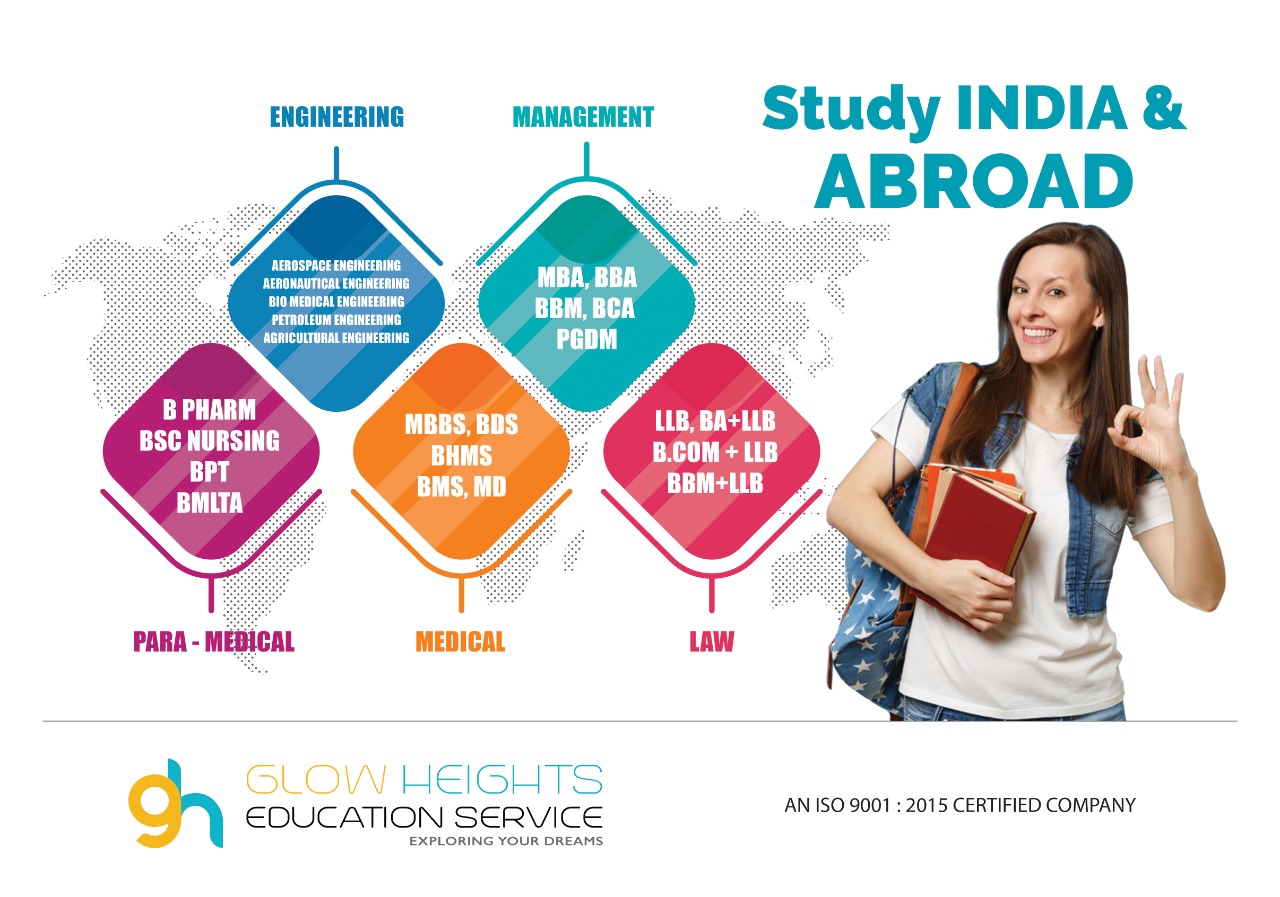 Study INDIA &
ABROAD
ENGINEERING
AEROSPACE ENGINEERING
AERONAUTICAL ENGINEERING
BIO MEDICAL ENGINEERING
PETROLEUM ENGINEERING
AGRICULTURAL ENGINEERING
MANAGEMENT
MBA, BBA
BBM, BCA
PGDM
B PHARM
BSC NURSING
BPT
BMLTA
PARA - MEDICAL
MBBS, BDS
BHMS
BMS, MD
MEDICAL
LLB, BA+LLB
B.COM + LLB
BBM+LLB
LAW
gh
GLOW HEIGHTS
EDUCATION SERVICE
EXPLORING YOUR DREAMS
AN ISO 9001 : 2015 CERTIFIED COMPANY